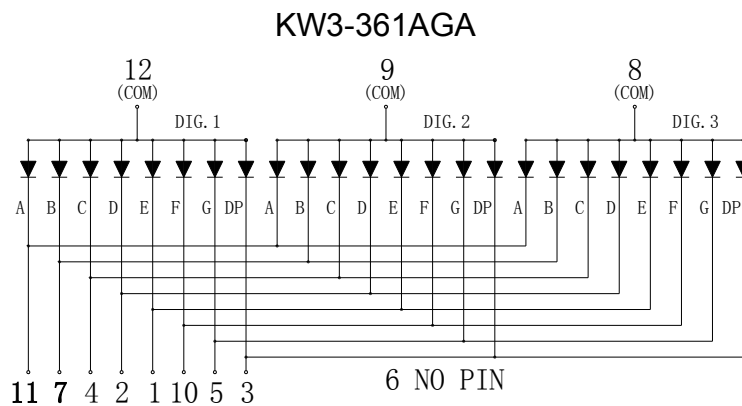 KW3-361AGA
12 9 8
(COM) (COM) (COM)
DIG.1 DIG.2 DIG.3
A B C D E F G DP A B C D E F G DP A B C D E F G DP
11 7 4 2 1 10 5 3 6 NO PIN